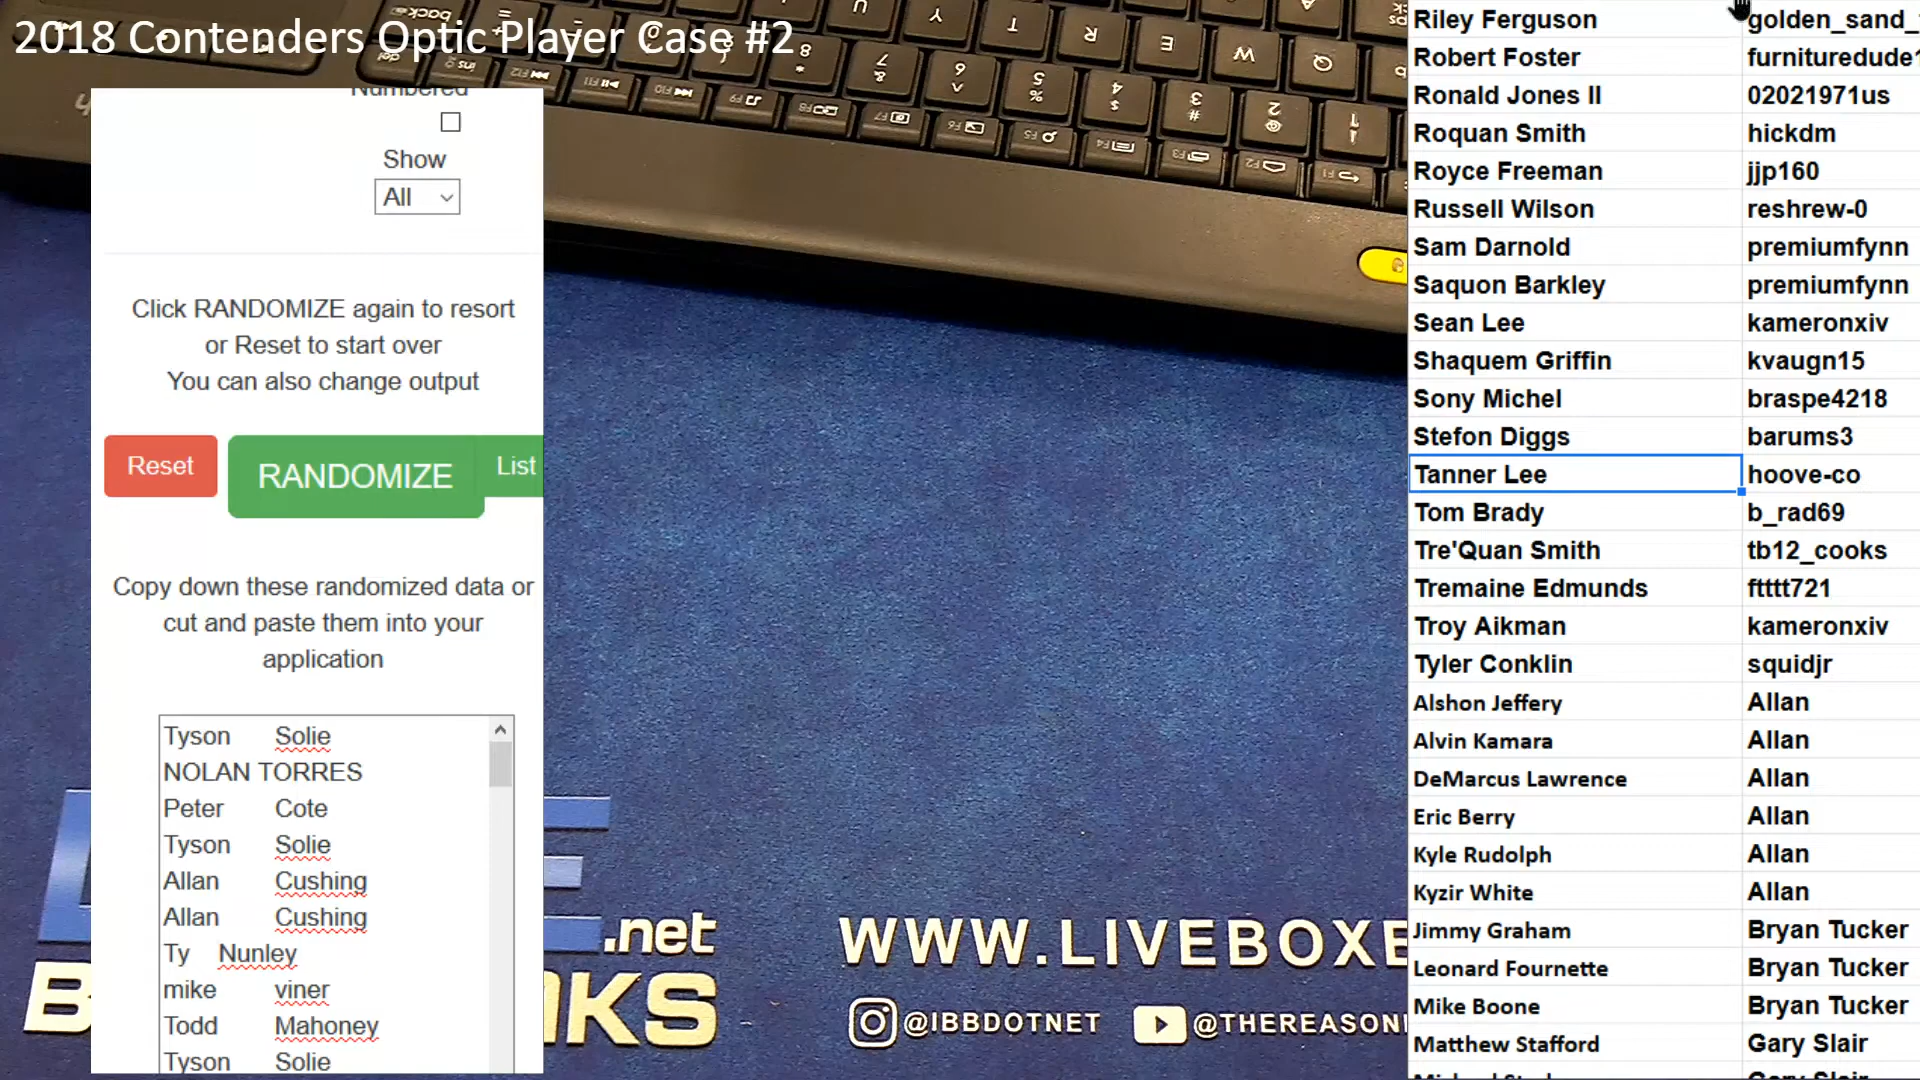 2018 Contenders Optic Player Case #2
Numbered
Show
All
Click RANDOMIZE again to resort
or Reset to start over
You can also change output
Reset
RANDOMIZE
List
Copy down these randomized data or
cut and paste them into your
application
Tyson Solie
NOLAN TORRES
Peter Cote
Tyson Solie
Allan Cushing
Allan Cushing
Ty Nunley
mike viner
Todd Mahoney
Tyson Solie
.net
WWW.LIVEBOXE
@IBBDOTNET
@THEREASON
Riley Ferguson golden_sand_
Robert Foster furnituredude1
Ronald Jones II 02021971us
Roquan Smith hickdm
Royce Freeman jjp160
Russell Wilson reshrew-0
Sam Darnold premiumfynn
Saquon Barkley premiumfynn
Sean Lee kameronxiv
Shaquem Griffin kvaugn15
Sony Michel braspe4218
Stefon Diggs barums3
Tanner Lee hoove-co
Tom Brady b_rad69
Tre'Quan Smith tb12_cooks
Tremaine Edmunds fttttt721
Troy Aikman kameronxiv
Tyler Conklin squidjr
Alshon Jeffery Allan
Alvin Kamara Allan
DeMarcus Lawrence Allan
Eric Berry Allan
Kyle Rudolph Allan
Kyzir White Allan
Jimmy Graham Bryan Tucker
Leonard Fournette Bryan Tucker
Mike Boone Bryan Tucker
Matthew Stafford Gary Slair